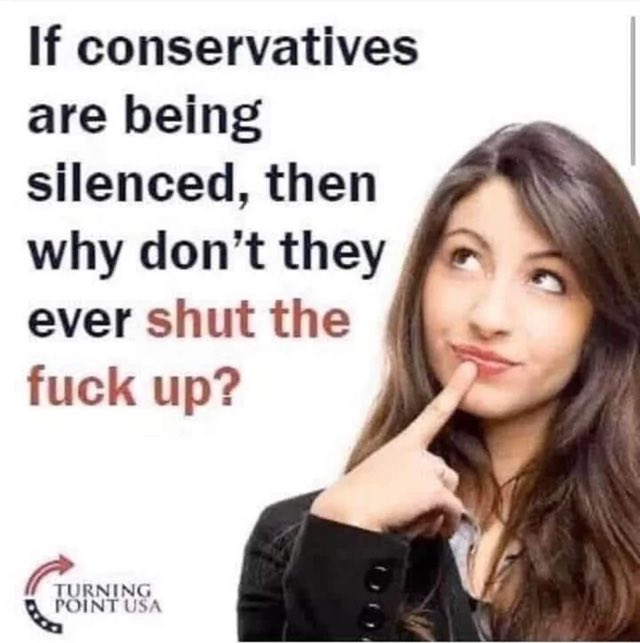 If conservatives
are being
silenced, then
why don't they
ever shut the
fuck up?
TURNING
POINT USA